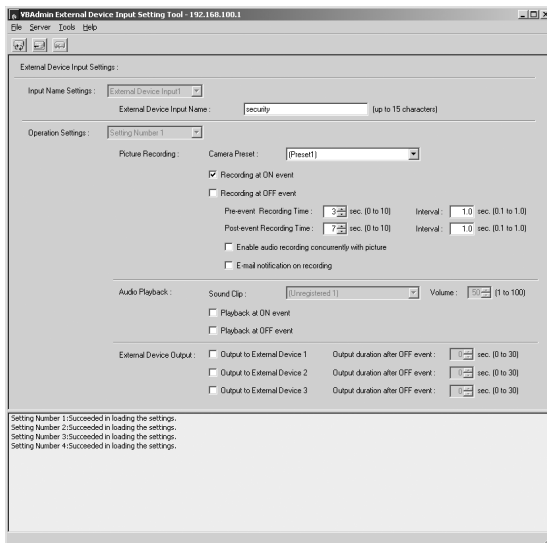 VBAdmin External Device Input Setting Tool - 192.168.100.1
File Server Tools Help
External Device Input Settings :
Input Name Settings : External Device Input1
External Device Input Name : security (up to 15 characters)
Operation Settings : Setting Number 1
Picture Recording : Camera Preset : (Preset1)
Recording at ON event
Recording at OFF event
Pre-event Recording Time : 3 sec. (0 to 10) Interval : 1.0 sec. (0.1 to 1.0)
Post-event Recording Time : 7 sec. (0 to 10) Interval : 1.0 sec. (0.1 to 1.0)
Enable audio recording concurrently with picture
E-mail notification on recording
Audio Playback : Sound Clip : (Unregistered 1) Volume : 50 (1 to 100)
Playback at ON event
Playback at OFF event
External Device Output : Output to External Device 1 Output duration after OFF event : 0 sec. (0 to 30)
Output to External Device 2 Output duration after OFF event : 0 sec. (0 to 30)
Output to External Device 3 Output duration after OFF event : 0 sec. (0 to 30)
Setting Number 1:Succeeded in loading the settings.
Setting Number 2:Succeeded in loading the settings.
Setting Number 3:Succeeded in loading the settings.
Setting Number 4:Succeeded in loading the settings.